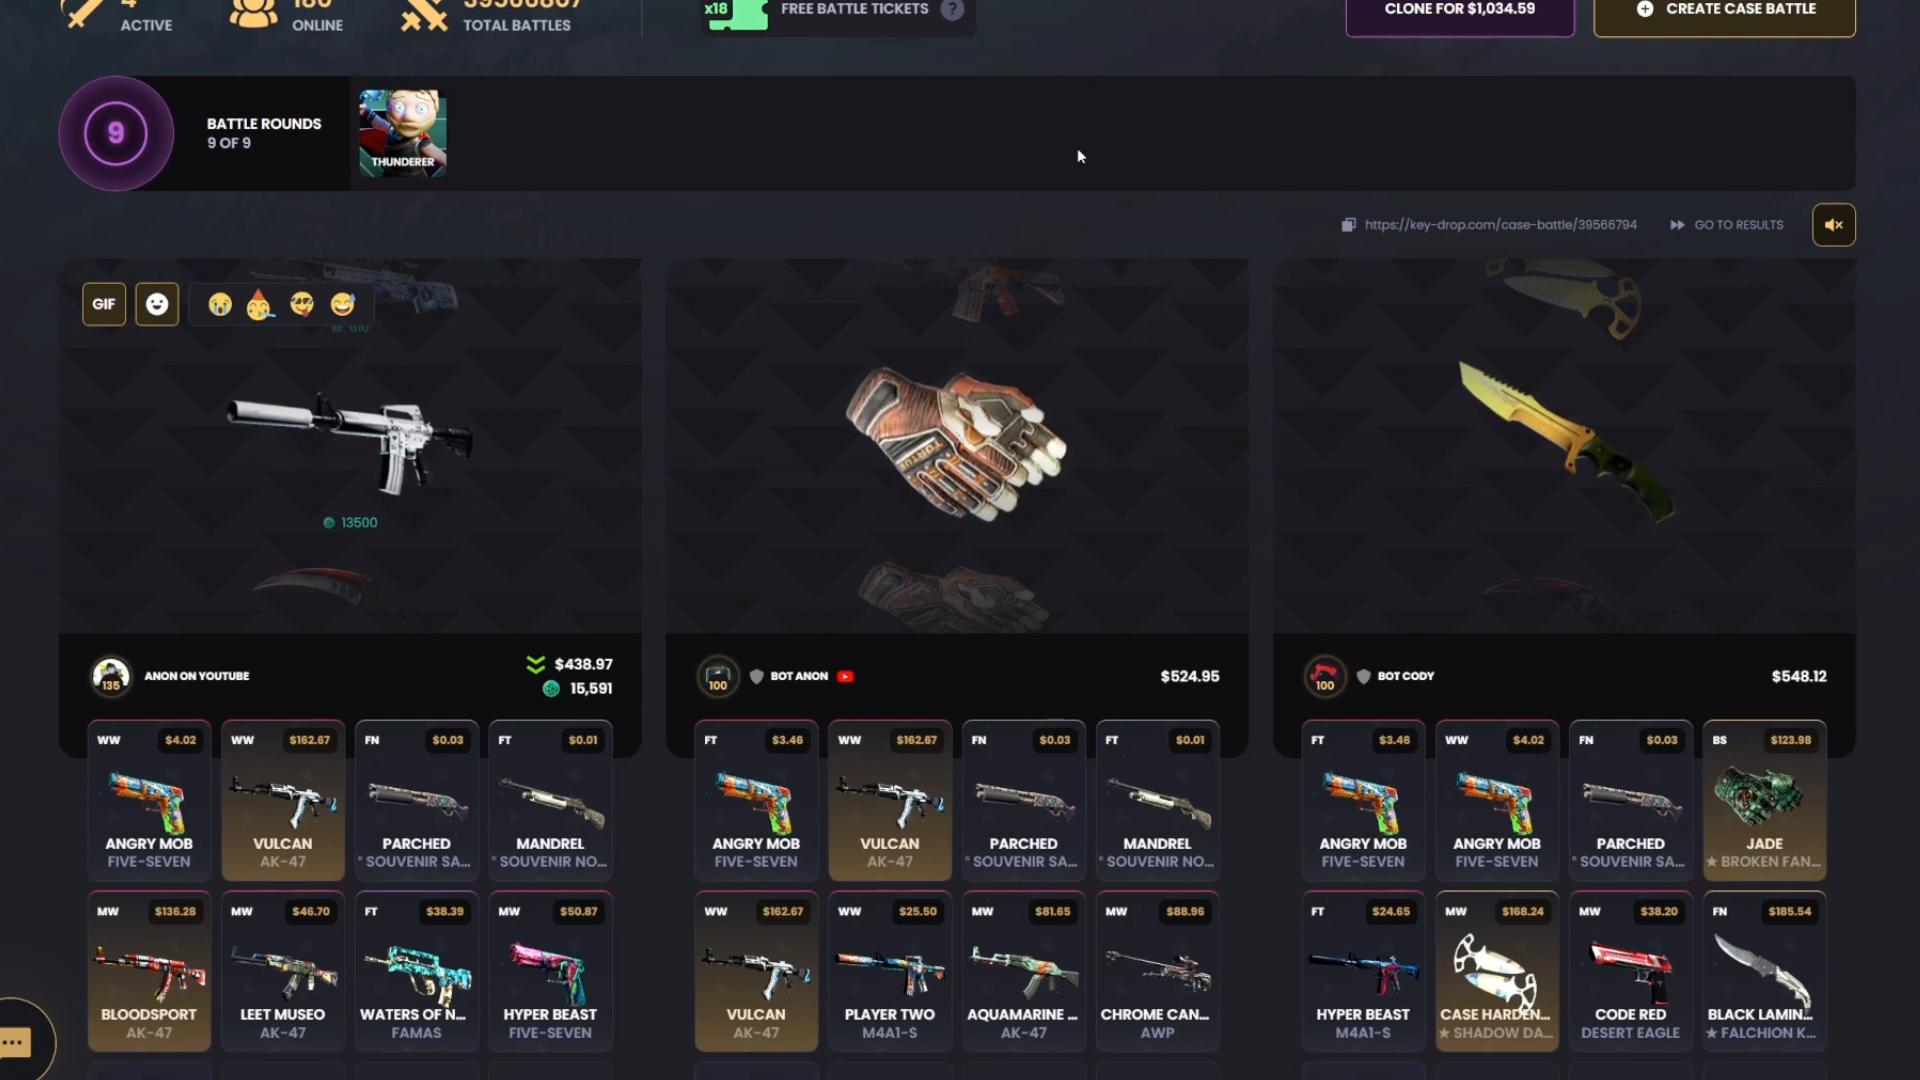 4
180
39566807
ACTIVE
ONLINE
TOTAL BATTLES
x18
FREE BATTLE TICKETS
?
CLONE FOR $1,034.59
CREATE CASE BATTLE
9
BATTLE ROUNDS
9 OF 9
THUNDERER
https://key-drop.com/case-battle/39566794
GO TO RESULTS
GIF
610
13500
135
ANON ON YOUTUBE
$438.97
15,591
100
BOT ANON
$524.95
100
BOT CODY
$548.12
WW $4.02
ANGRY MOB
FIVE-SEVEN
WW $162.67
VULCAN
AK-47
FN $0.03
PARCHED
SOUVENIR SA...
FT $0.01
MANDREL
SOUVENIR NO...
FT $3.46
ANGRY MOB
FIVE-SEVEN
WW $162.67
VULCAN
AK-47
FN $0.03
PARCHED
SOUVENIR SA...
FT $0.01
MANDREL
SOUVENIR NO...
FT $3.46
ANGRY MOB
FIVE-SEVEN
WW $4.02
ANGRY MOB
FIVE-SEVEN
FN $0.03
PARCHED
SOUVENIR SA...
BS $123.98
JADE
★ BROKEN FAN...
MW $136.28
BLOODSPORT
AK-47
MW $46.70
LEET MUSEO
AK-47
FT $38.39
WATERS OF N...
FAMAS
MW $50.87
HYPER BEAST
FIVE-SEVEN
WW $162.67
VULCAN
AK-47
WW $25.50
PLAYER TWO
M4A1-S
MW $81.65
AQUAMARINE ...
AK-47
MW $88.96
CHROME CAN...
AWP
FT $24.65
HYPER BEAST
M4A1-S
MW $168.24
CASE HARDEN...
★ SHADOW DA...
MW $38.20
CODE RED
DESERT EAGLE
FN $185.54
BLACK LAMIN...
★ FALCHION K...